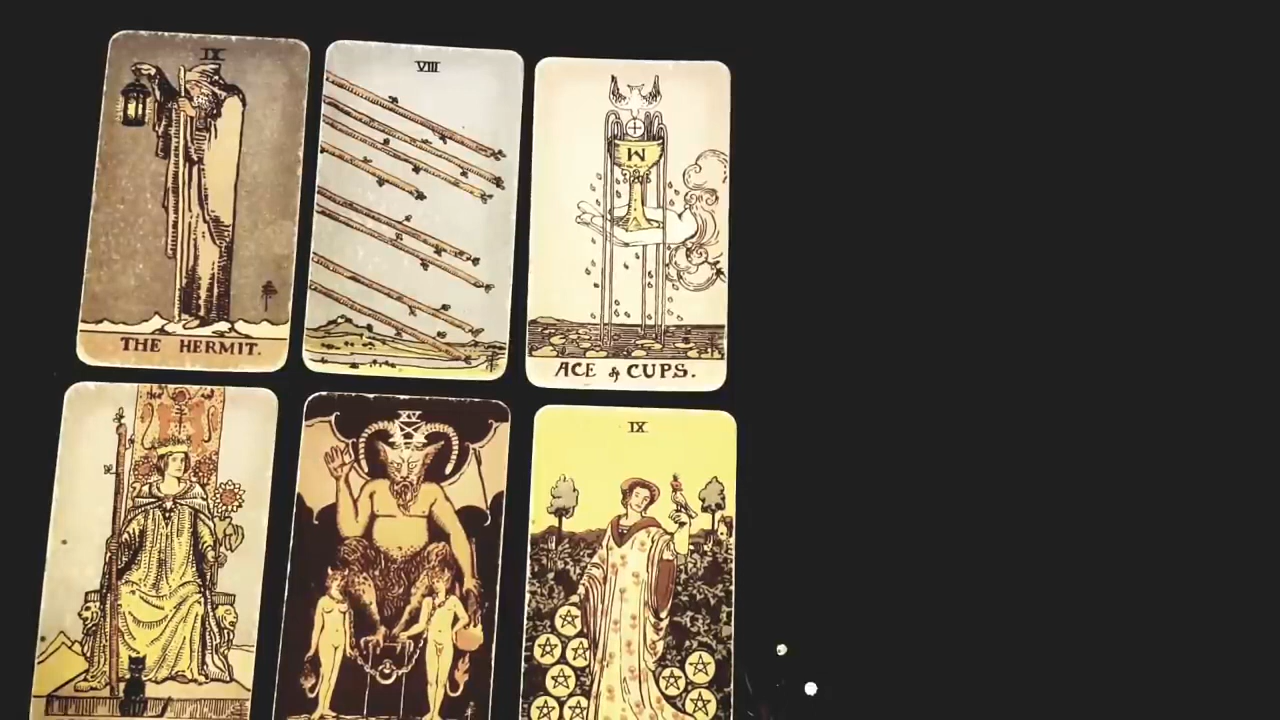 IX
THE HERMIT.
VIII
W
ACE of CUPS.
XV
IX